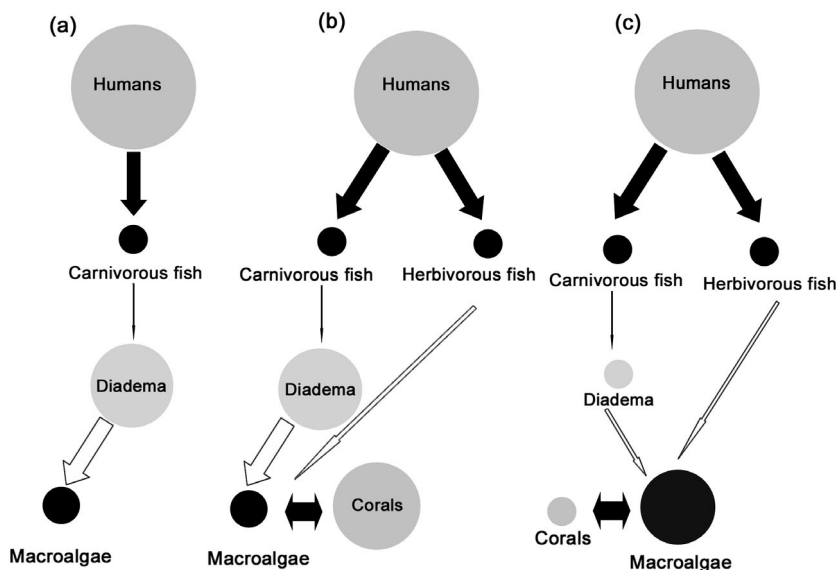 (a)
Humans
Carnivorous fish
Diadema
Macroalgae
(b)
Humans
Carnivorous fish
Herbivorous fish
Diadema
Corals
Macroalgae
(c)
Humans
Carnivorous fish
Herbivorous fish
Diadema
Corals
Macroalgae